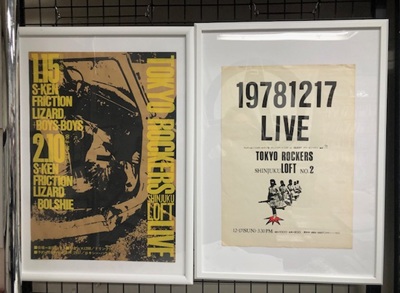 1.15
S-KEN
FRICTION
LIZARD
BOYS-BOYS
2.10
S-KEN
FRICTION
LIZARD
BOLSHIE
TOKYO ROCKERS
SHINJUKU
LOFT LIVE
19781217
LIVE
TOKYO ROCKERS
SHINJUKU LOFT NO. 2